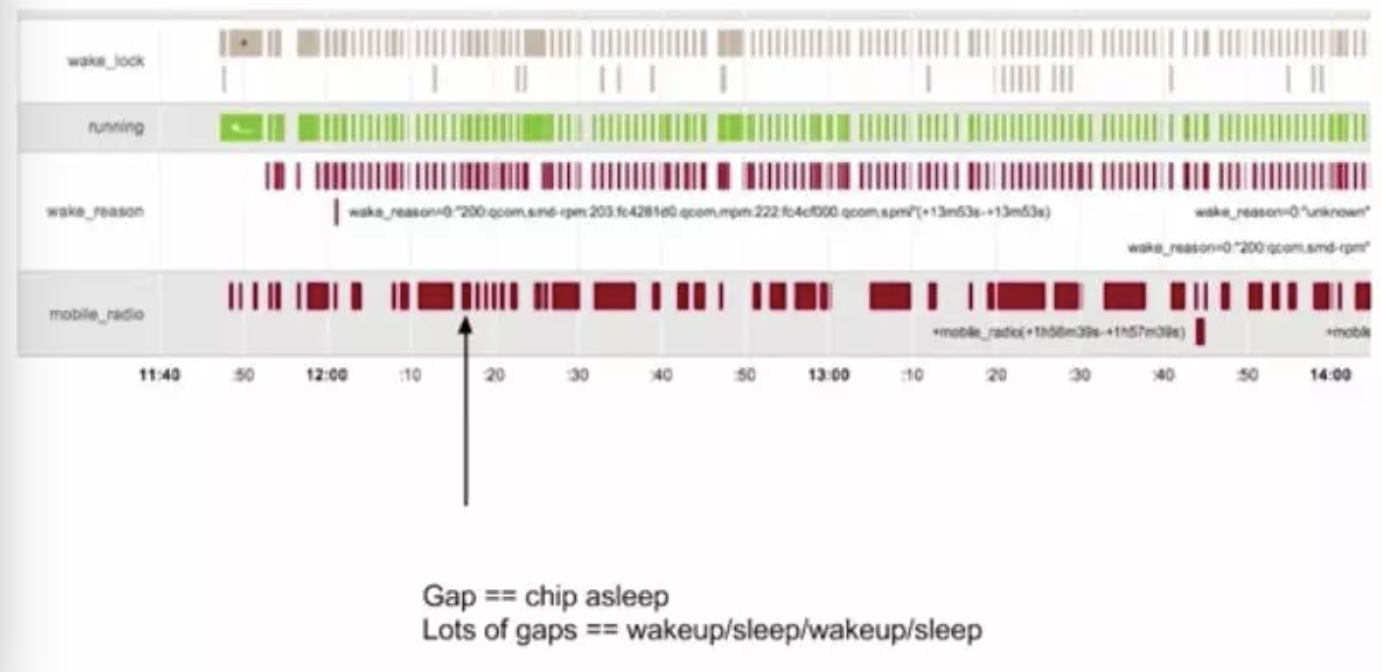 wake_lock
running
wake_reason
wake_reason=0:"200:qcom,smd-rpm:203:fc4281d0.qcom,mpm:222:fc4cf000.qcom,spmi"(+13m53s-+13m53s)
wake_reason=0:"unknown"
wake_reason=0:"200:qcom,smd-rpm"
mobile_radio
+mobile_radio(+1h56m39s-+1h57m39s)
+mobile
11:40 :50 12:00 :10 :20 :30 :40 :50 13:00 :10 :20 :30 :40 :50 14:00
Gap == chip asleep
Lots of gaps == wakeup/sleep/wakeup/sleep